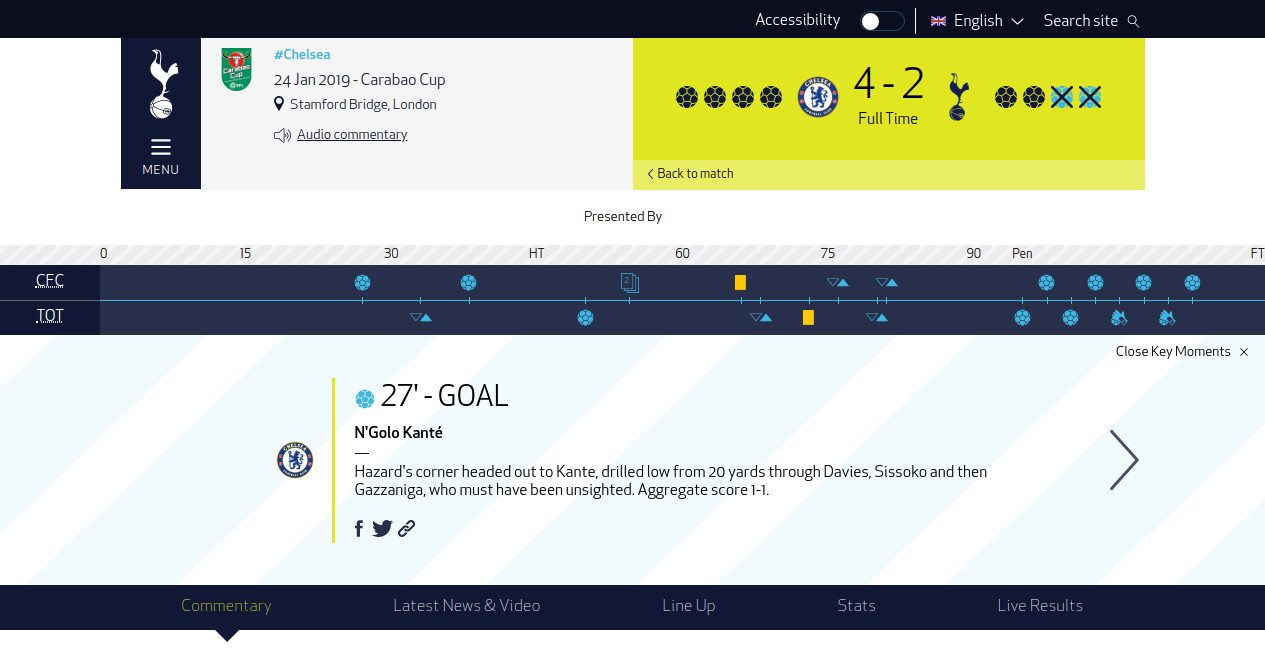 Accessibility
English
Search site
#Chelsea
24 Jan 2019 - Carabao Cup
Stamford Bridge, London
Audio commentary
MENU
Carabao Cup
CHELSEA
4 - 2
Full Time
Back to match
Presented By
0 15 30 HT 60 75 90 Pen FT
CFC
2
TOT
Close Key Moments
27' - GOAL
N'Golo Kanté
—
Hazard's corner headed out to Kante, drilled low from 20 yards through Davies, Sissoko and then
Gazzaniga, who must have been unsighted. Aggregate score 1-1.
CHELSEA
Commentary Latest News & Video Line Up Stats Live Results